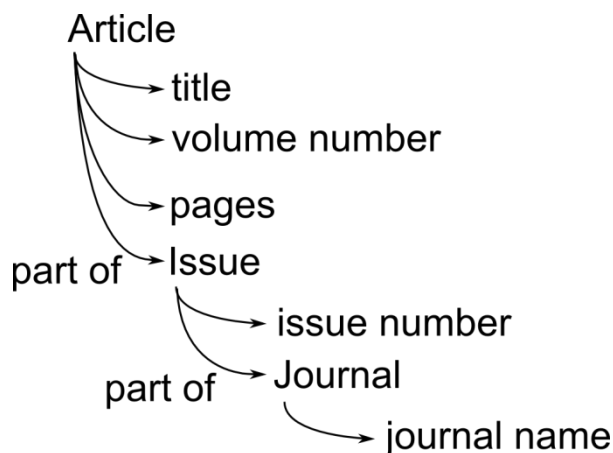 Article
title
volume number
pages
part of Issue
issue number
part of Journal
journal name